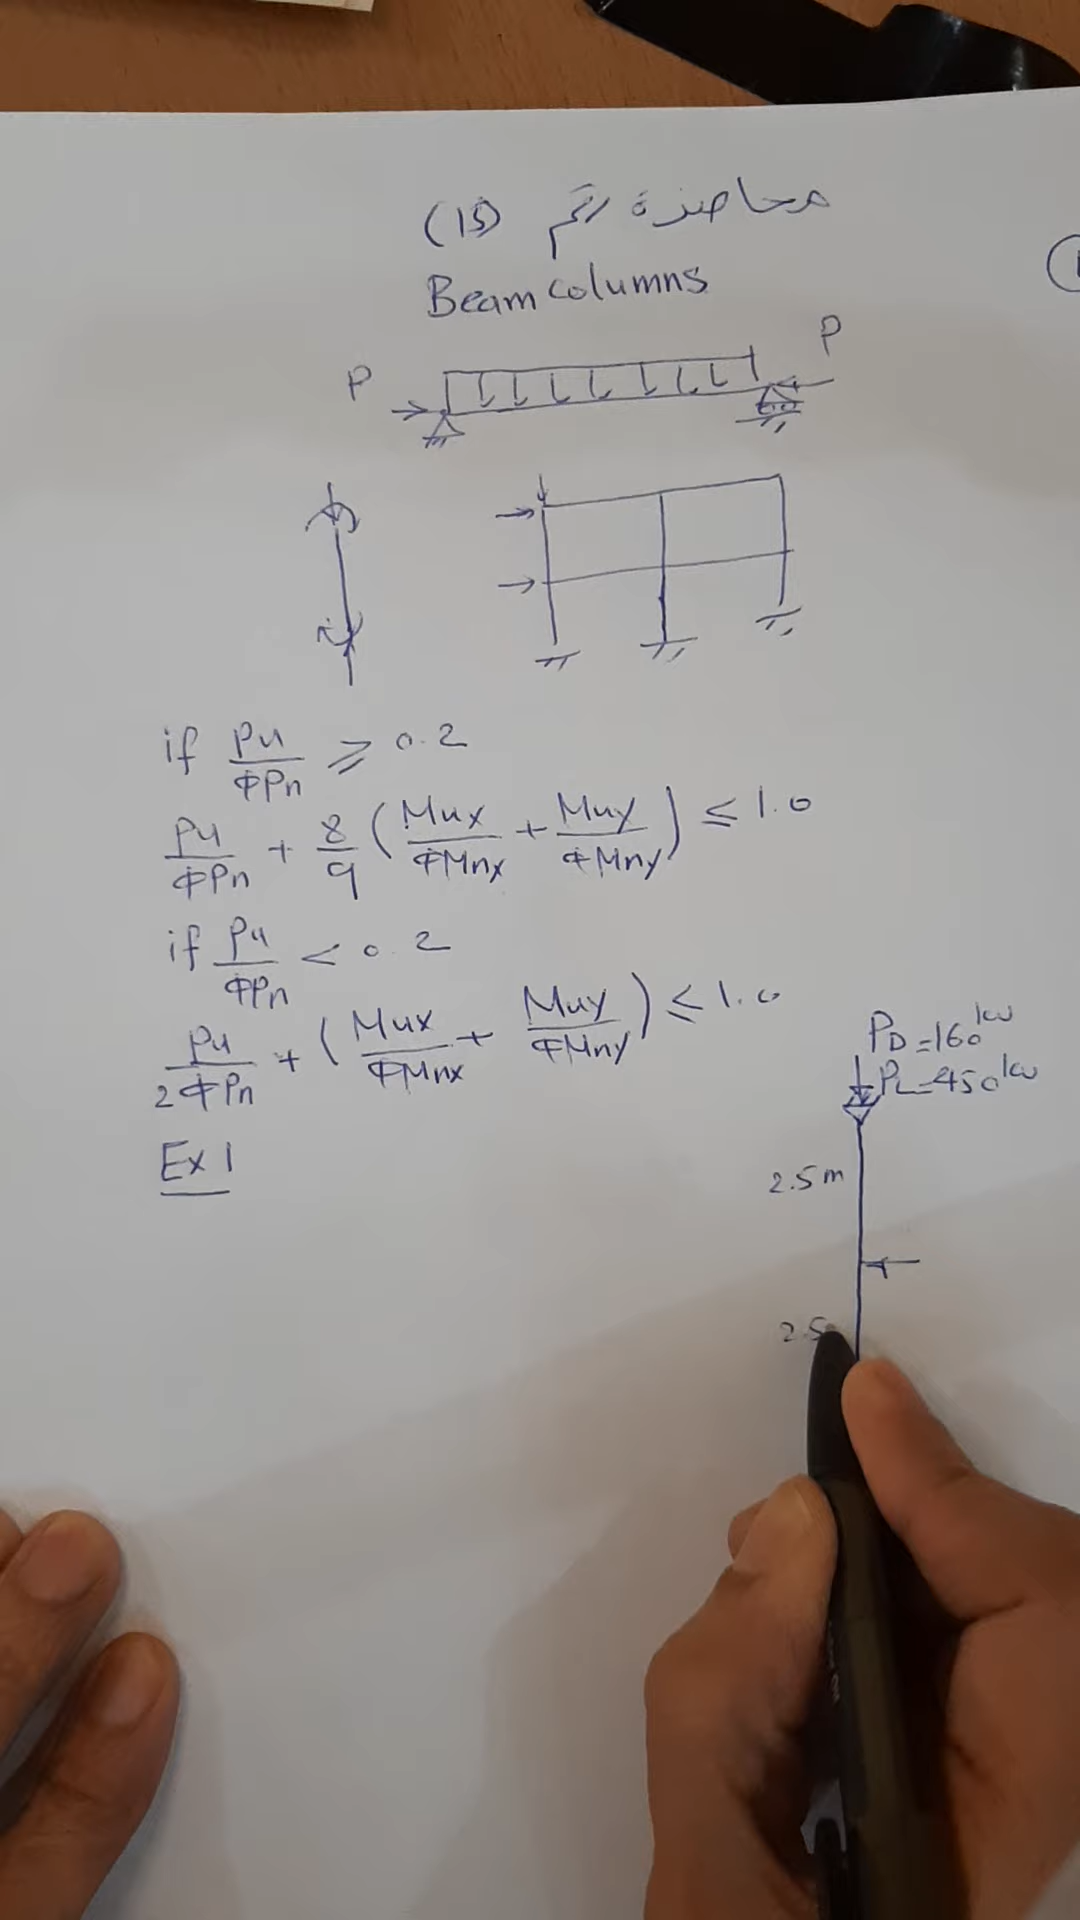 محاضرة رقم (15)
Beam columns
P
P
if Pu/ΦPn ≥ 0.2
Pu/ΦPn + 8/9 (Mux/ΦMnx + Muy/ΦMny) ≤ 1.0
if Pu/ΦPn < 0.2
Pu/2ΦPn + (Mux/ΦMnx + Muy/ΦMny) ≤ 1.0
PD=160 kN
PL=450 kN
Ex 1
2.5 m
2.5